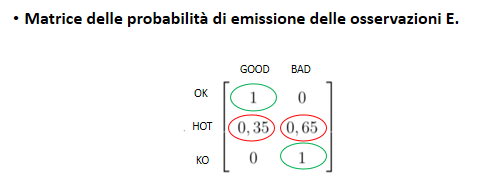 • Matrice delle probabilità di emissione delle osservazioni E.
GOOD BAD
OK 1 0
HOT 0,35 0,65
KO 0 1